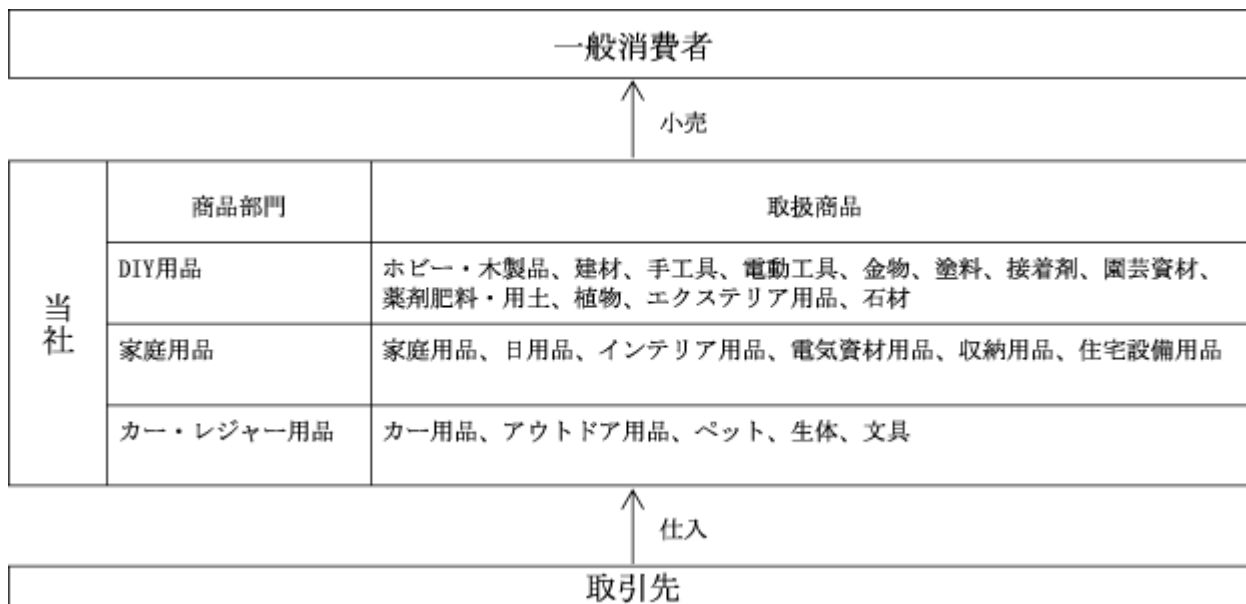 一般消費者
小売
当社
商品部門
取扱商品
DIY用品
ホビー・木製品、建材、手工具、電動工具、金物、塗料、接着剤、園芸資材、
薬剤肥料・用土、植物、エクステリア用品、石材
家庭用品
家庭用品、日用品、インテリア用品、電気資材用品、収納用品、住宅設備用品
カー・レジャー用品
カー用品、アウトドア用品、ペット、生体、文具
仕入
取引先